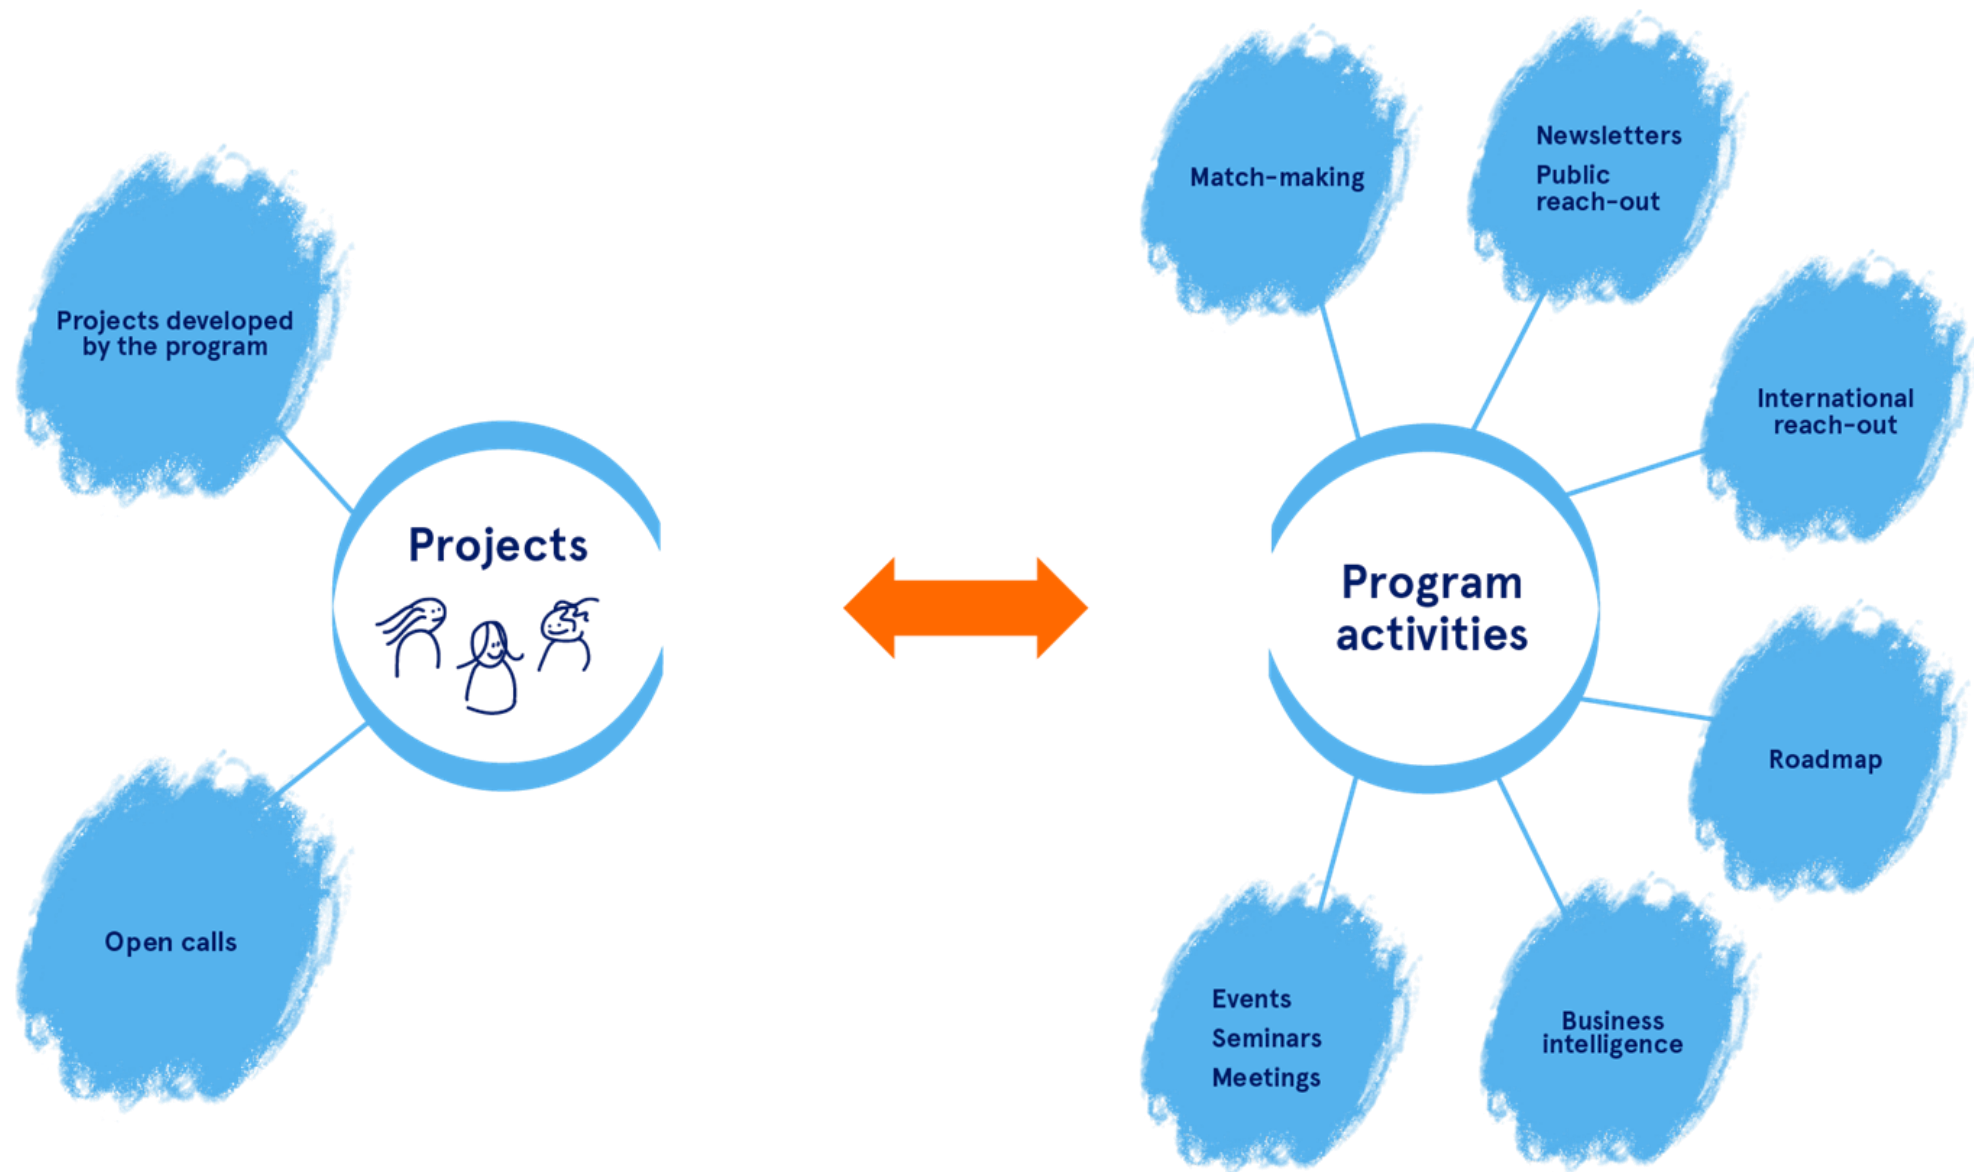 Projects developed
by the program
Projects
Open calls
Match-making
Newsletters
Public
reach-out
International
reach-out
Program
activities
Roadmap
Events
Seminars
Meetings
Business
intelligence